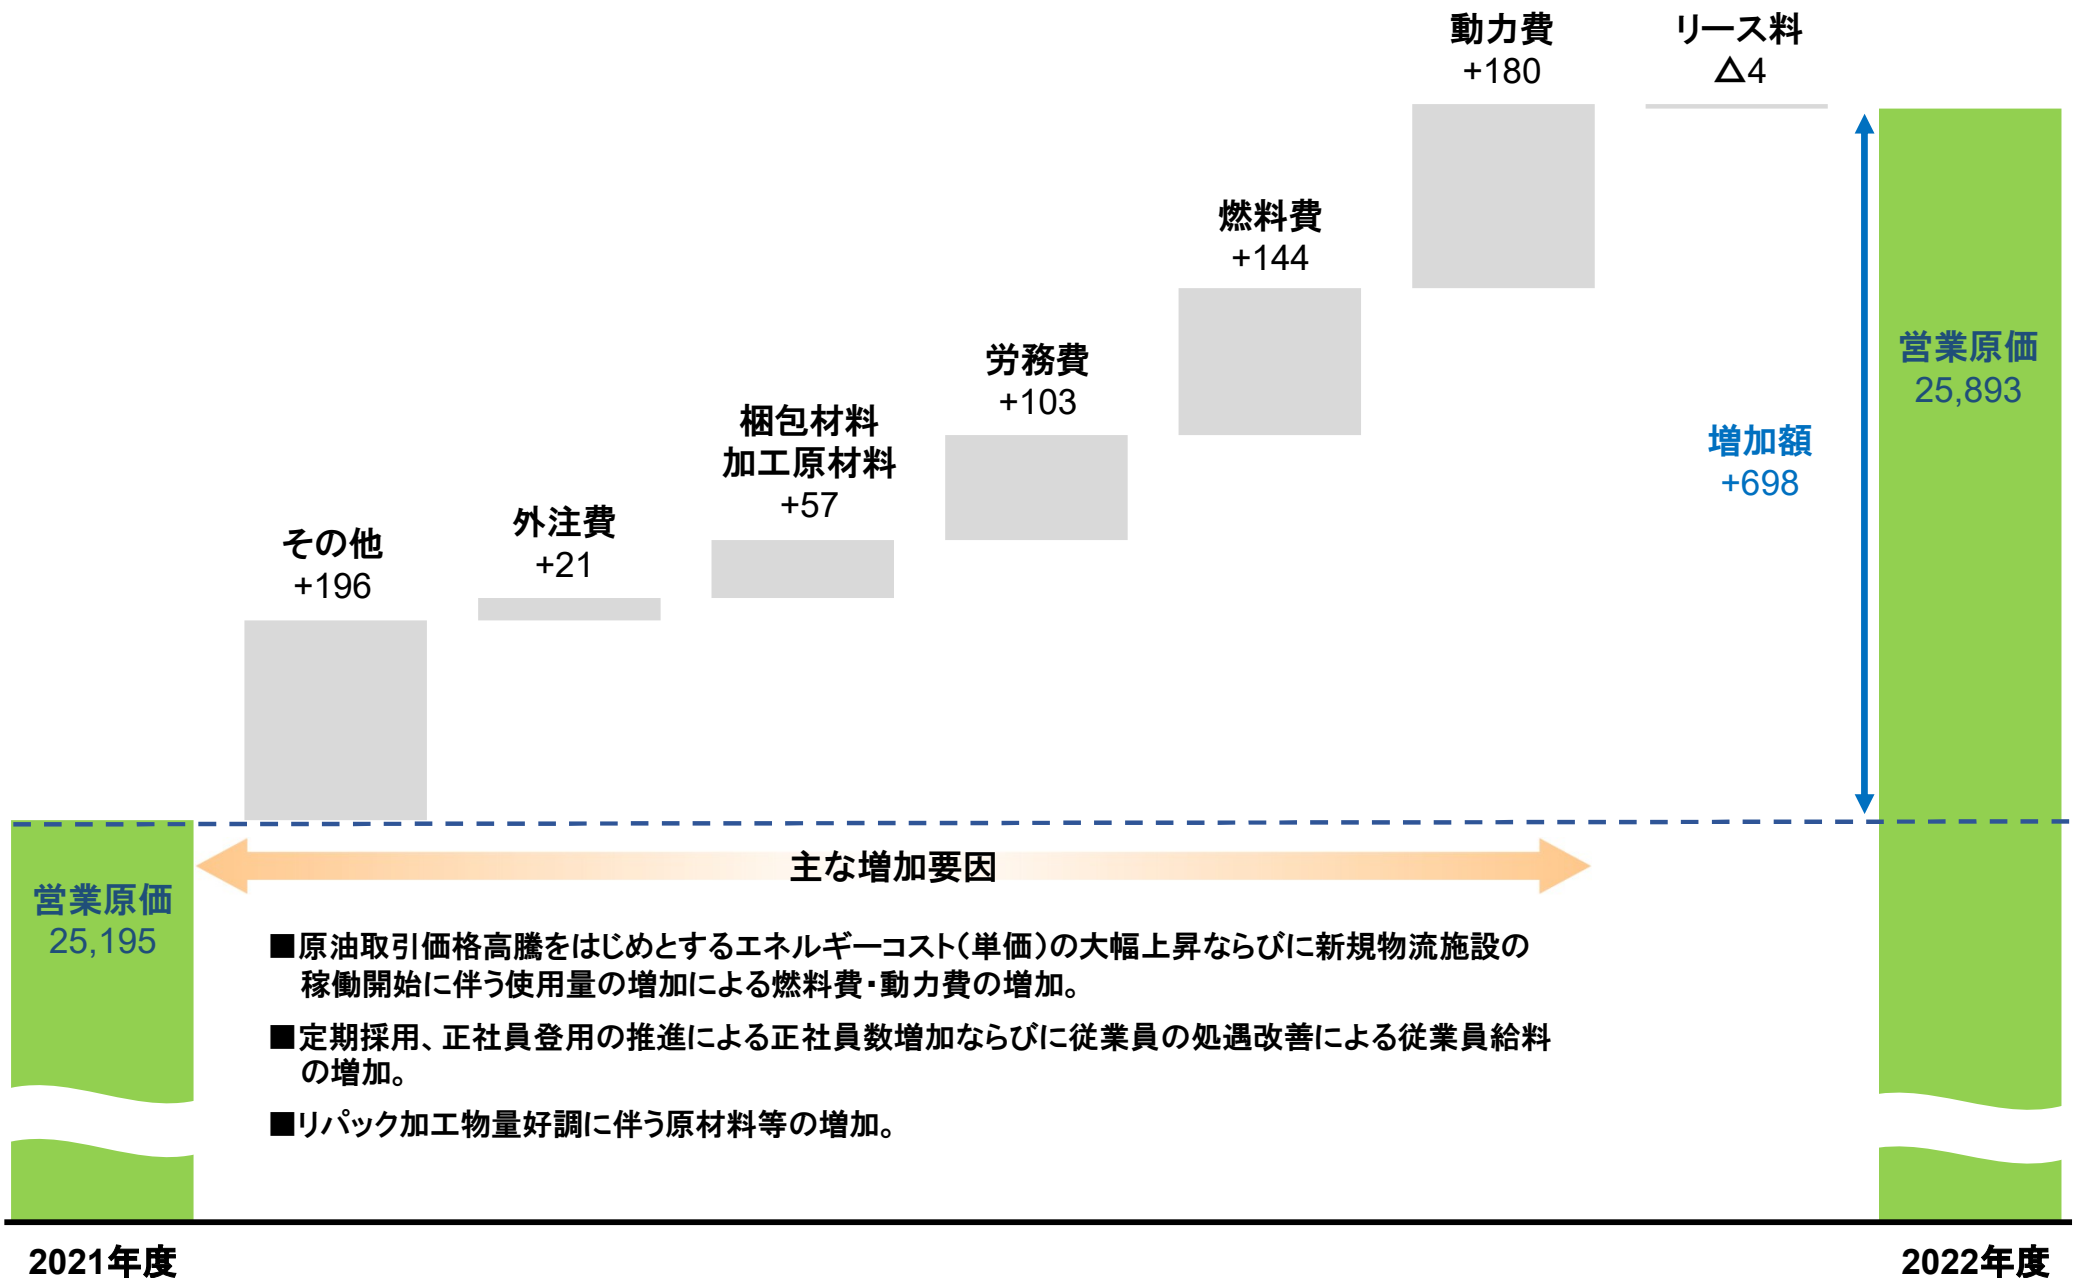 動力費
+180
リース料
△4
燃料費
+144
労務費
+103
梱包材料
加工原材料
+57
外注費
+21
その他
+196
営業原価
25,893
増加額
+698
主な増加要因
営業原価
25,195
■原油取引価格高騰をはじめとするエネルギーコスト(単価)の大幅上昇ならびに新規物流施設の
稼働開始に伴う使用量の増加による燃料費・動力費の増加。
■定期採用、正社員登用の推進による正社員数増加ならびに従業員の処遇改善による従業員給料
の増加。
■リパック加工物量好調に伴う原材料等の増加。
2021年度
2022年度